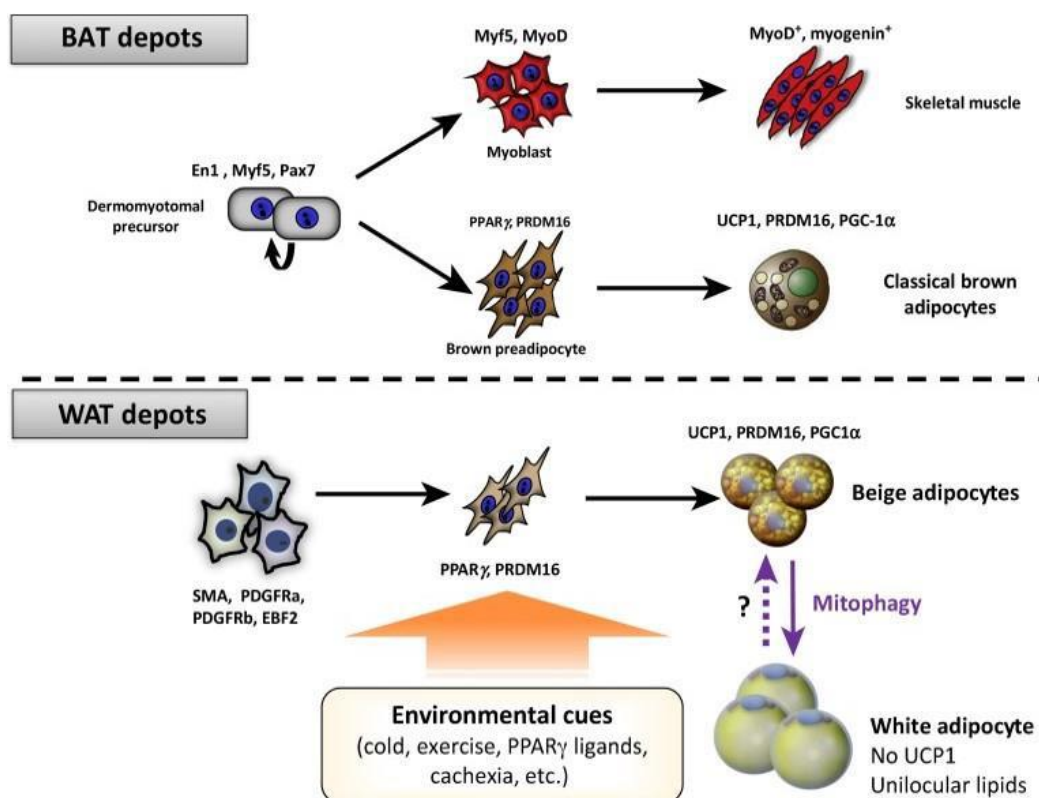 BAT depots
Myf5, MyoD
MyoD⁺, myogenin⁺
Skeletal muscle
Myoblast
En1 , Myf5, Pax7
Dermomyotomal
precursor
PPARγ, PRDM16
UCP1, PRDM16, PGC-1α
Classical brown
adipocytes
Brown preadipocyte
WAT depots
UCP1, PRDM16, PGC1α
Beige adipocytes
PPARγ, PRDM16
SMA, PDGFRa,
PDGFRb, EBF2
?
Mitophagy
Environmental cues
(cold, exercise, PPARγ ligands,
cachexia, etc.)
White adipocyte
No UCP1
Unilocular lipids